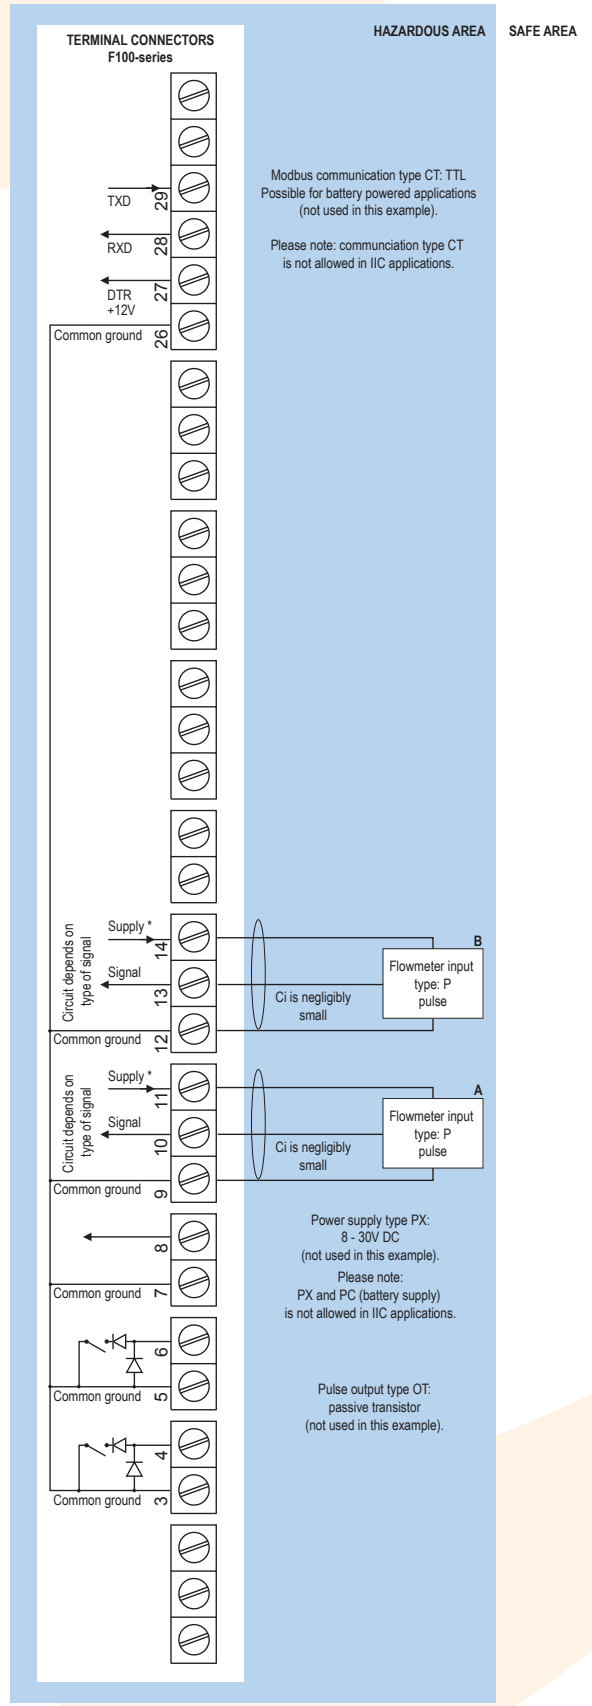 HAZARDOUS AREA
SAFE AREA
TERMINAL CONNECTORS
F100-series
Modbus communication type CT: TTL
Possible for battery powered applications
(not used in this example).
Please note: communciation type CT
is not allowed in IIC applications.
TXD
29
RXD
28
DTR
+12V
27
Common ground
26
Circuit depends on
type of signal
Supply *
14
Signal
13
Common ground
12
Ci is negligibly
small
B
Flowmeter input
type: P
pulse
Circuit depends on
type of signal
Supply *
11
Signal
10
Common ground
9
Ci is negligibly
small
A
Flowmeter input
type: P
pulse
8
Common ground
7
Power supply type PX:
8 - 30V DC
(not used in this example).
Please note:
PX and PC (battery supply)
is not allowed in IIC applications.
6
Common ground
5
Pulse output type OT:
passive transistor
(not used in this example).
4
Common ground
3